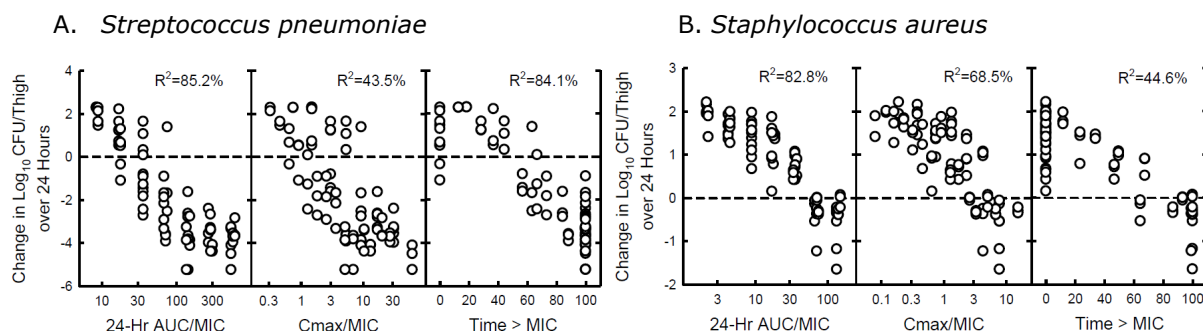 A. Streptococcus pneumoniae
R²=85.2% R²=43.5% R²=84.1%
Change in Log₁₀ CFU/Thigh
over 24 Hours
4
2
0
-2
-4
-6
10 30 100 300 0.3 1 3 10 30 0 20 40 60 80 100
24-Hr AUC/MIC Cmax/MIC Time > MIC
B. Staphylococcus aureus
R²=82.8% R²=68.5% R²=44.6%
Change in Log₁₀ CFU/Thigh
over 24 Hours
3
2
1
0
-1
-2
3 10 30 100 0.1 0.3 1 3 10 0 20 40 60 80 100
24-Hr AUC/MIC Cmax/MIC Time > MIC